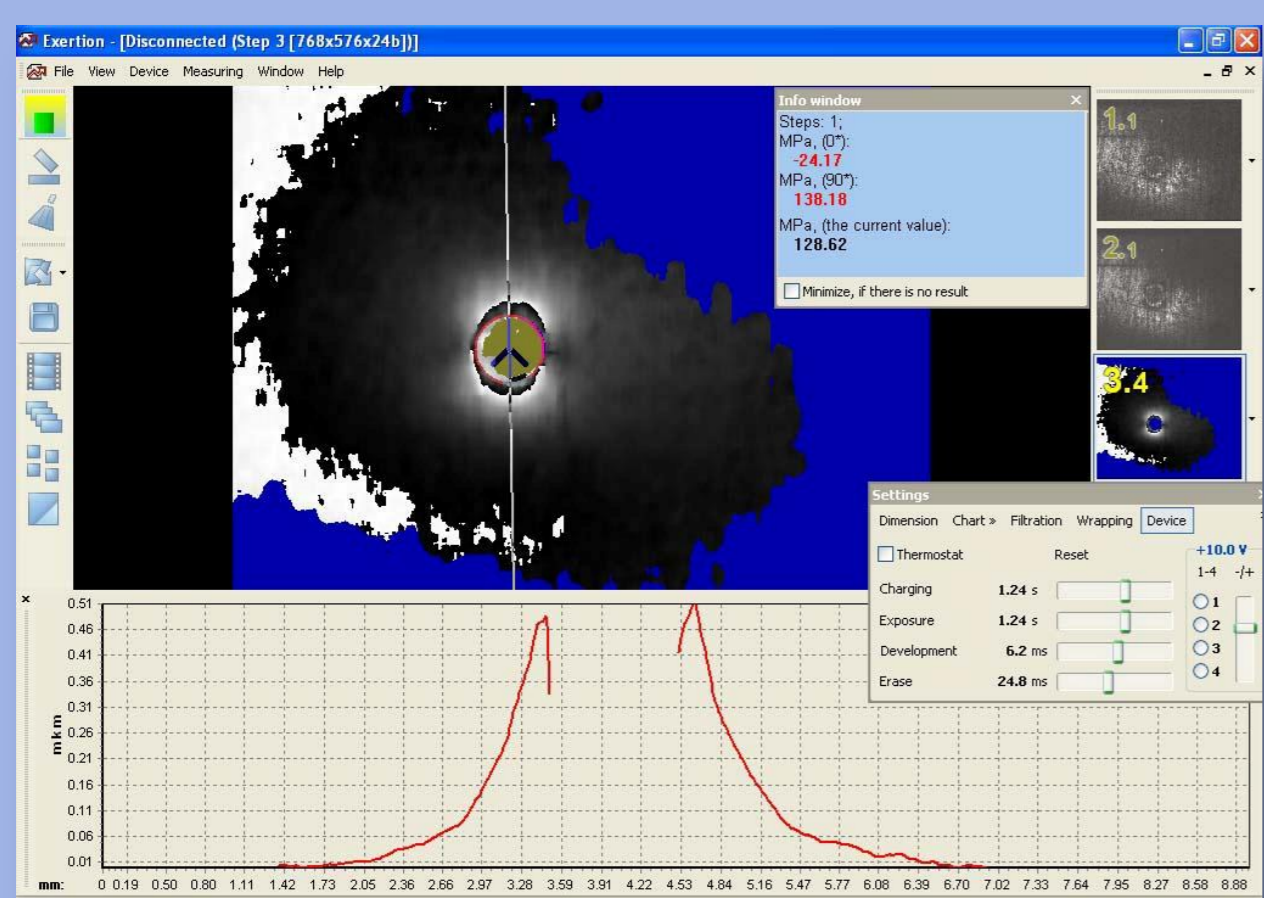 Exertion - [Disconnected (Step 3 [768x576x24b])]
File View Device Measuring Window Help
Info window
Steps: 1;
MPa, (0*):
-24.17
MPa, (90*):
138.18
MPa, (the current value):
128.62
Minimize, if there is no result
1.1
2.1
3.4
Settings
Dimension Chart » Filtration Wrapping Device
Thermostat Reset
+10.0 V
1-4 -/+
Charging 1.24 s
Exposure 1.24 s
Development 6.2 ms
Erase 24.8 ms
1
2
3
4
0.51
0.46
0.41
0.36
0.31
0.26
0.21
0.16
0.11
0.06
0.01
mkm
mm: 0 0.19 0.50 0.80 1.11 1.42 1.73 2.05 2.36 2.66 2.97 3.28 3.59 3.91 4.22 4.53 4.84 5.16 5.47 5.77 6.08 6.39 6.70 7.02 7.33 7.64 7.95 8.27 8.58 8.88